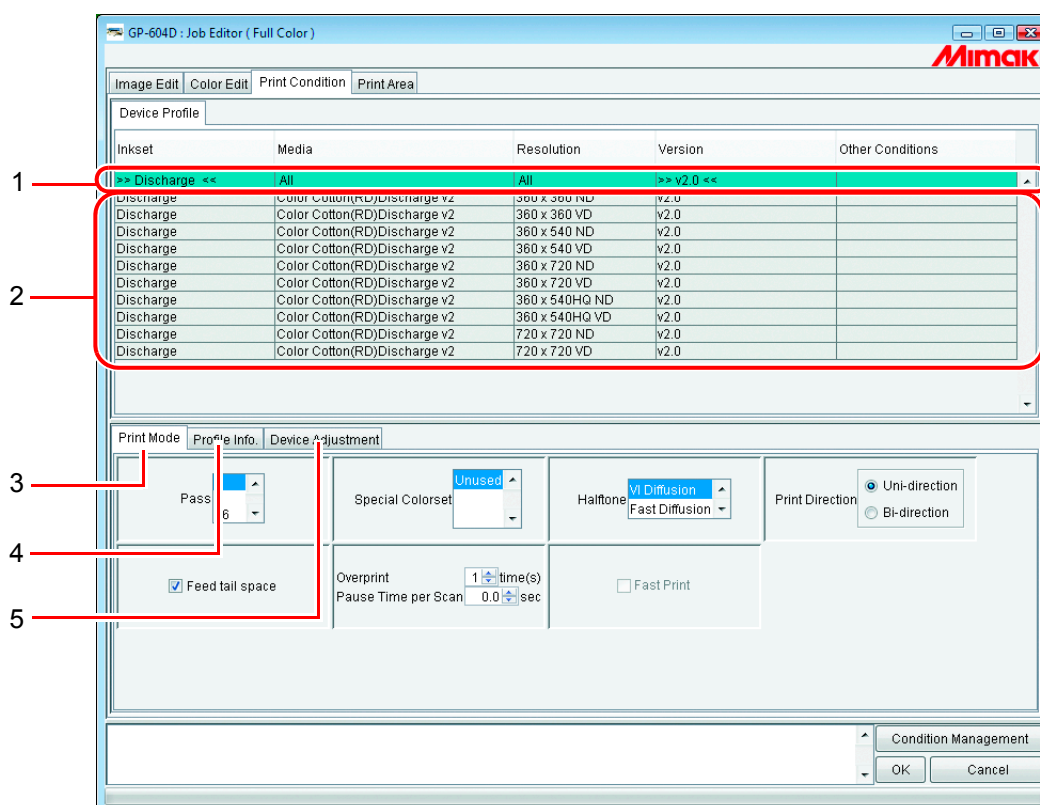 GP-604D : Job Editor ( Full Color )
Mimak
Image Edit Color Edit Print Condition Print Area
Device Profile
Inkset Media Resolution Version Other Conditions
1
>> Discharge << All All >> v2.0 <<
Discharge Color Cotton(RD)Discharge v2 360 x 360 ND v2.0
Discharge Color Cotton(RD)Discharge v2 360 x 360 VD v2.0
Discharge Color Cotton(RD)Discharge v2 360 x 540 ND v2.0
Discharge Color Cotton(RD)Discharge v2 360 x 540 VD v2.0
Discharge Color Cotton(RD)Discharge v2 360 x 720 ND v2.0
Discharge Color Cotton(RD)Discharge v2 360 x 720 VD v2.0
2
Discharge Color Cotton(RD)Discharge v2 360 x 540HQ ND v2.0
Discharge Color Cotton(RD)Discharge v2 360 x 540HQ VD v2.0
Discharge Color Cotton(RD)Discharge v2 720 x 720 ND v2.0
Discharge Color Cotton(RD)Discharge v2 720 x 720 VD v2.0
Print Mode Profile Info. Device Adjustment
3
Pass
6
Special Colorset Unused
Halftone VI Diffusion
Fast Diffusion
Print Direction Uni-direction
Bi-direction
4
Feed tail space
Overprint 1 time(s)
Pause Time per Scan 0.0 sec
Fast Print
5
Condition Management
OK Cancel